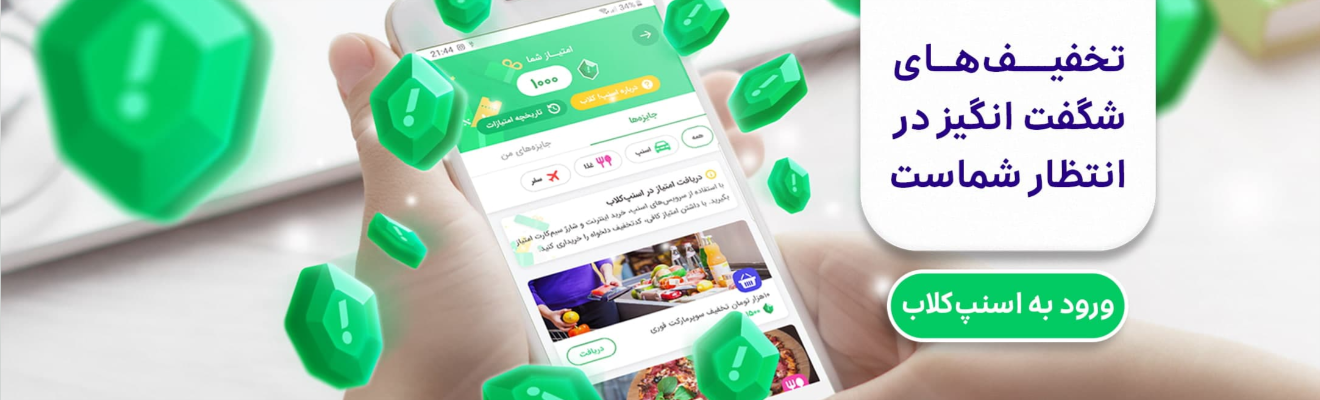 تخفیف‌های
شگفت انگیز در
انتظار شماست
ورود به اسنپ‌کلاب
21:44
34%
امتیاز شما
۱۰۰۰
درباره اسنپ‌کلاب
تاریخچه امتیازات
جایزه‌ها
جایزه‌های من
همه
اسنپ
غذا
سفر
دریافت امتیاز در اسنپ‌کلاب
با استفاده از سرویس‌های اسنپ، خرید اینترنت و شارژ سیم‌کارت امتیاز
بگیرید. با داشتن امتیاز کافی، کدتخفیف دلخواه را خریداری کنید.
۱۰هزار تومان تخفیف سوپرمارکت فوری
۱۵۰۰
دریافت